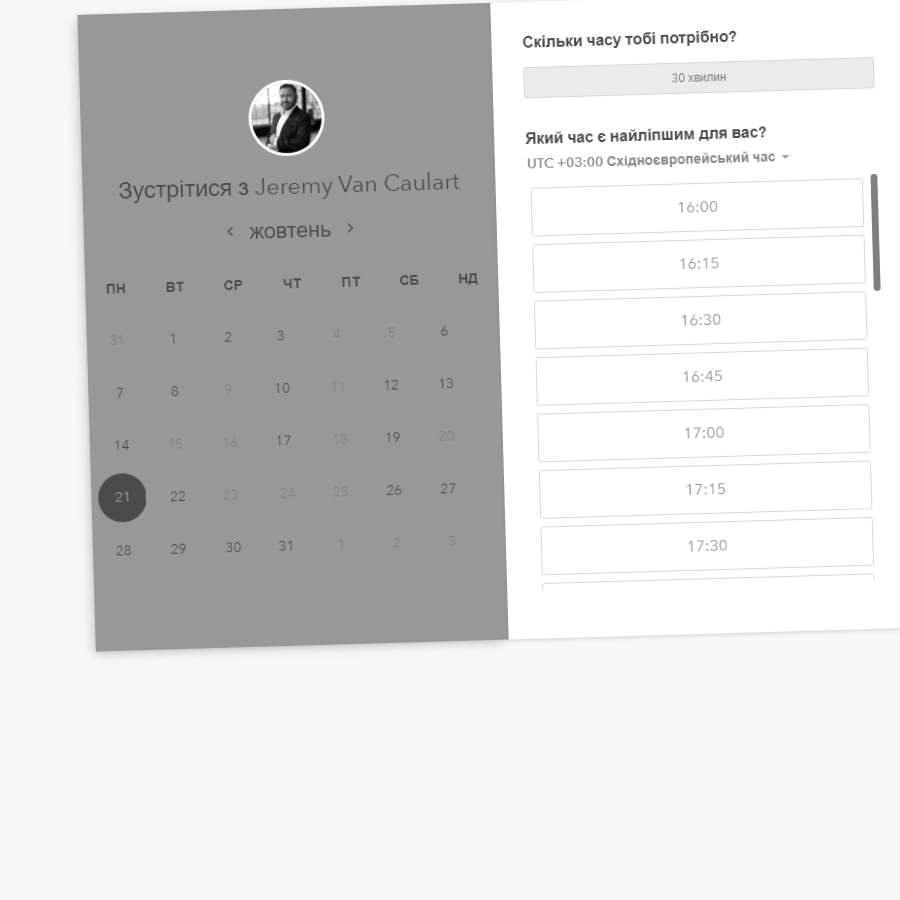 Зустрітися з Jeremy Van Caulart
жовтень
ПН ВТ СР ЧТ ПТ СБ НД
31 1 2 3 4 5 6
7 8 9 10 11 12 13
14 15 16 17 18 19 20
21 22 23 24 25 26 27
28 29 30 31 1 2 3
Скільки часу тобі потрібно?
30 хвилин
Який час є найліпшим для вас?
UTC +03:00 Східноєвропейський час
16:00
16:15
16:30
16:45
17:00
17:15
17:30